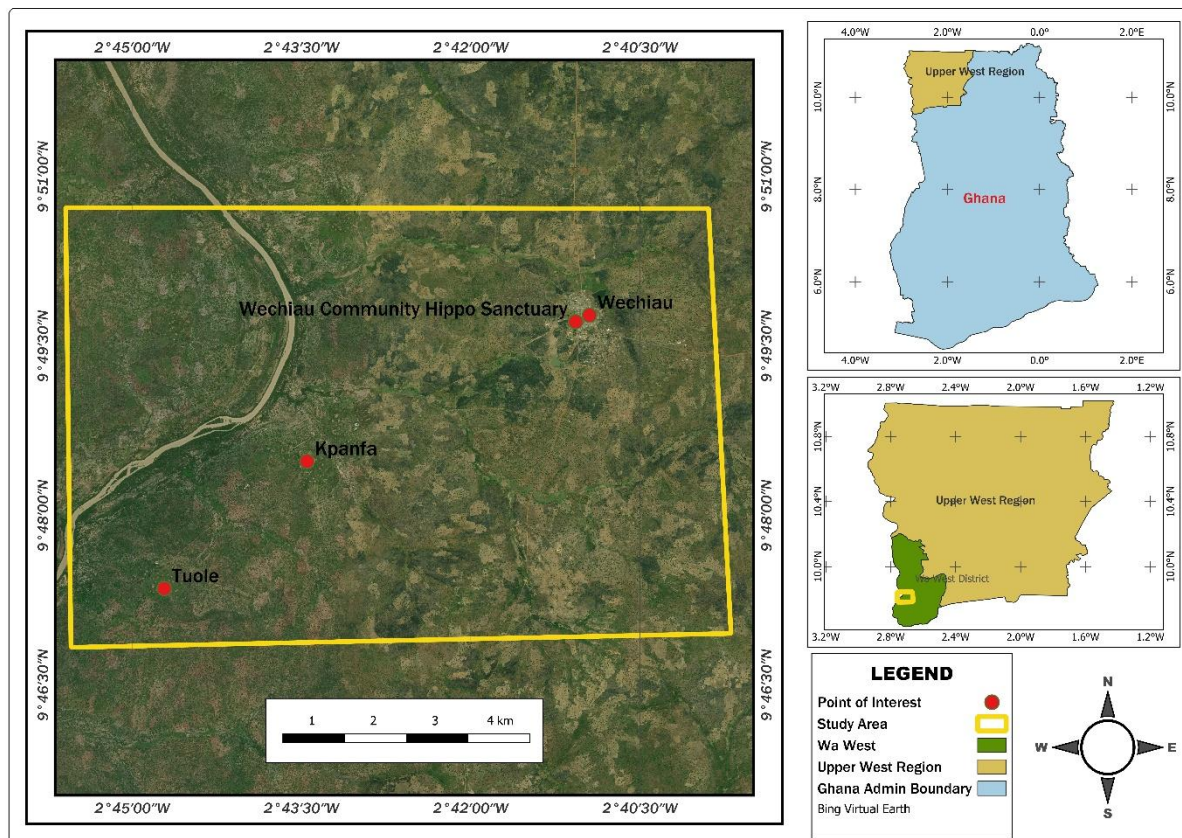 2°45'00"W 2°43'30"W 2°42'00"W 2°40'30"W
9°51'00"N 9°51'00"N
Wechiau Community Hippo Sanctuary Wechiau
9°49'30"N 9°49'30"N
Kpanfa
9°48'00"N 9°48'00"N
Tuole
9°46'30"N 9°46'30"N
1 2 3 4 km
2°45'00"W 2°43'30"W 2°42'00"W 2°40'30"W
4.0°W 2.0°W 0.0°W 2.0°E
Upper West Region
10.0°N 10.0°N
8.0°N 8.0°N
Ghana
6.0°N 6.0°N
4.0°W 2.0°W 0.0°W 2.0°E
3.2°W 2.8°W 2.4°W 2.0°W 1.6°W 1.2°W
10.8°N 10.8°N
Upper West Region
10.4°N 10.4°N
10.0°N 10.0°N
Wa West District
3.2°W 2.8°W 2.4°W 2.0°W 1.6°W 1.2°W
LEGEND
Point of Interest
Study Area
Wa West
Upper West Region
Ghana Admin Boundary
Bing Virtual Earth
N
W E
S